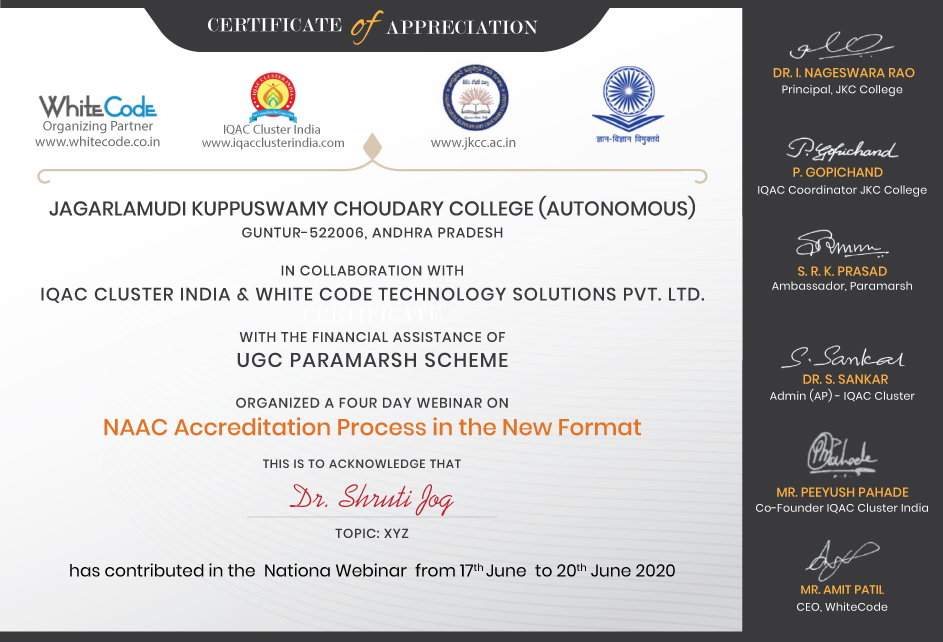 CERTIFICATE of APPRECIATION
WhiteCode
Organizing Partner
www.whitecode.co.in
IQAC CLUSTER INDIA
IQAC Cluster India
www.iqacclusterindia.com
www.jkcc.ac.in
ज्ञान-विज्ञान विमुक्तये
JAGARLAMUDI KUPPUSWAMY CHOUDARY COLLEGE (AUTONOMOUS)
GUNTUR-522006, ANDHRA PRADESH
IN COLLABORATION WITH
IQAC CLUSTER INDIA & WHITE CODE TECHNOLOGY SOLUTIONS PVT. LTD.
CERTIFICATE
WITH THE FINANCIAL ASSISTANCE OF
UGC PARAMARSH SCHEME
ORGANIZED A FOUR DAY WEBINAR ON
NAAC Accreditation Process in the New Format
THIS IS TO ACKNOWLEDGE THAT
Dr. Shruti Jog
TOPIC: XYZ
has contributed in the Nationa Webinar from 17th June to 20th June 2020
DR. I. NAGESWARA RAO
Principal, JKC College
P. Gopichand
P. GOPICHAND
IQAC Coordinator JKC College
S. R. K. PRASAD
Ambassador, Paramarsh
S. Sankar
DR. S. SANKAR
Admin (AP) - IQAC Cluster
PMPahade
MR. PEEYUSH PAHADE
Co-Founder IQAC Cluster India
MR. AMIT PATIL
CEO, WhiteCode